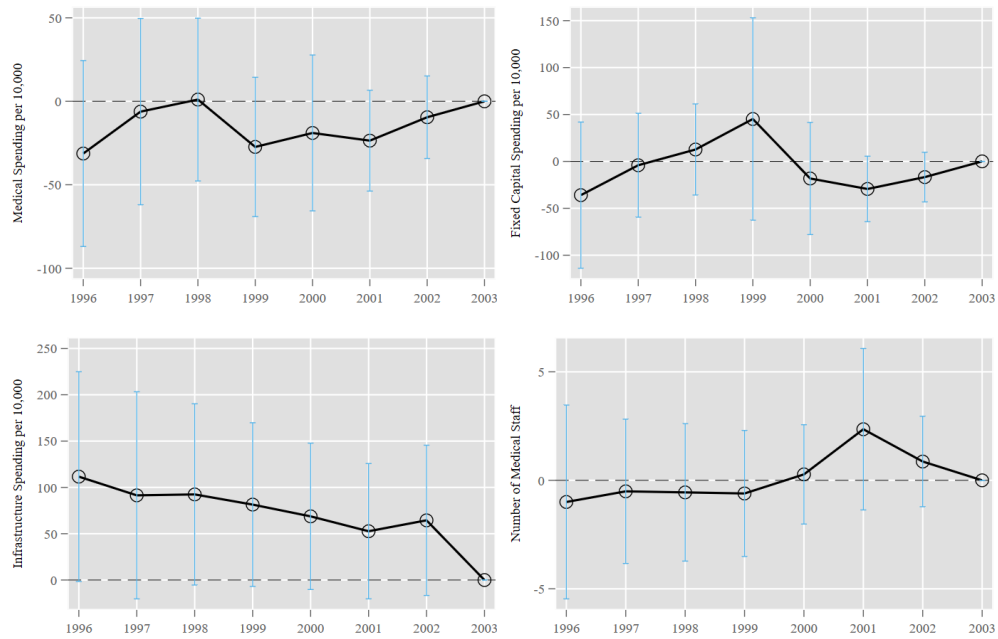 Medical Spending per 10,000
50
0
-50
-100
1996 1997 1998 1999 2000 2001 2002 2003
Fixed Capital Spending per 10,000
150
100
50
0
-50
-100
1996 1997 1998 1999 2000 2001 2002 2003
Infrastructure Spending per 10,000
250
200
150
100
50
0
1996 1997 1998 1999 2000 2001 2002 2003
Number of Medical Staff
5
0
-5
1996 1997 1998 1999 2000 2001 2002 2003